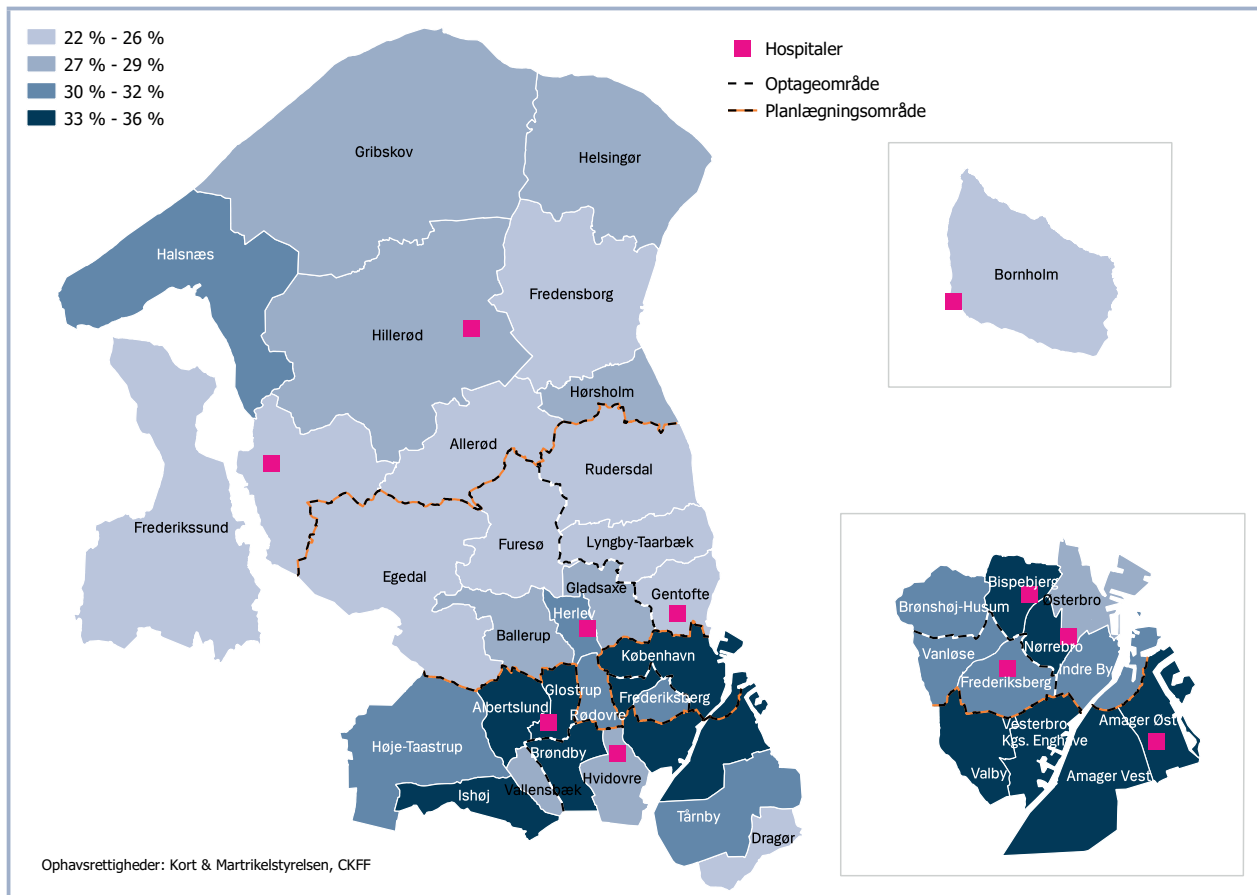 22 % - 26 %
27 % - 29 %
30 % - 32 %
33 % - 36 %
Hospitaler
Optageområde
Planlægningsområde
Gribskov
Helsingør
Halsnæs
Fredensborg
Hillerød
Hørsholm
Allerød
Rudersdal
Frederikssund
Furesø
Lyngby-Taarbæk
Egedal
Gladsaxe
Gentofte
Herlev
Ballerup
København
Glostrup
Frederiksberg
Albertslund
Rødovre
Høje-Taastrup
Brøndby
Hvidovre
Vallensbæk
Ishøj
Tårnby
Dragør
Bornholm
Bispebjerg
Østerbro
Brønshøj-Husum
Nørrebro
Vanløse
Indre By
Frederiksberg
Vesterbro
Kgs. Enghave
Amager Øst
Valby
Amager Vest
Ophavsrettigheder: Kort & Martrikelstyrelsen, CKFF